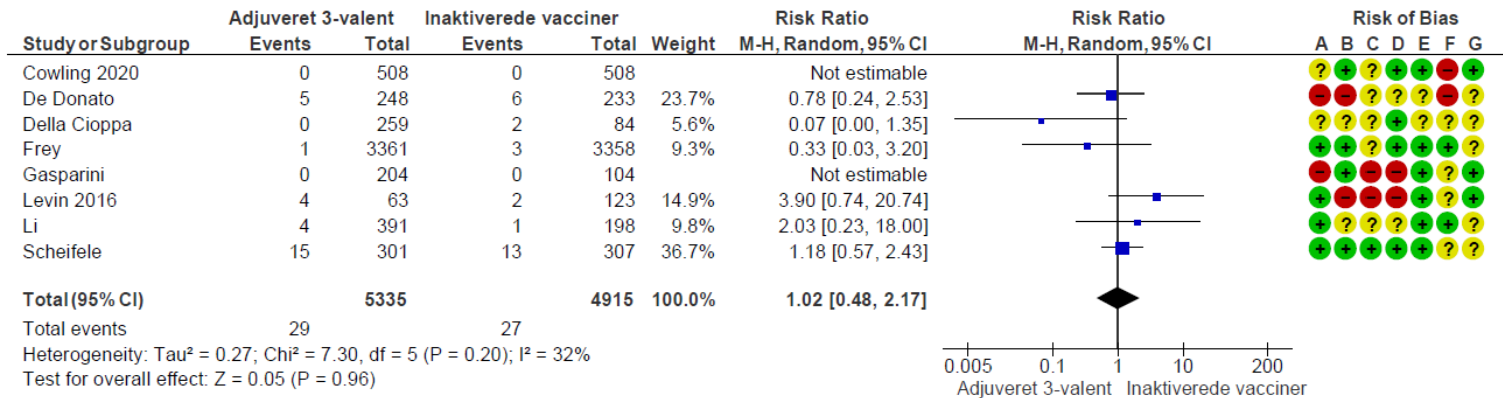 Adjuveret 3-valent Inaktiverede vacciner Risk Ratio Risk Ratio Risk of Bias
Study or Subgroup Events Total Events Total Weight M-H, Random, 95% CI M-H, Random, 95% CI A B C D E F G
Cowling 2020 0 508 0 508 Not estimable ? + ? + + - +
De Donato 5 248 6 233 23.7% 0.78 [0.24, 2.53] - - ? ? ? - ?
Della Cioppa 0 259 2 84 5.6% 0.07 [0.00, 1.35] ? ? ? + ? ? ?
Frey 1 3361 3 3358 9.3% 0.33 [0.03, 3.20] + + ? + + + ?
Gasparini 0 204 0 104 Not estimable - + - - + ? +
Levin 2016 4 63 2 123 14.9% 3.90 [0.74, 20.74] + - - - + ? +
Li 4 391 1 198 9.8% 2.03 [0.23, 18.00] + ? ? ? + + ?
Scheifele 15 301 13 307 36.7% 1.18 [0.57, 2.43] + + + + + ? ?
Total (95% CI) 5335 4915 100.0% 1.02 [0.48, 2.17]
Total events 29 27
Heterogeneity: Tau² = 0.27; Chi² = 7.30, df = 5 (P = 0.20); I² = 32%
Test for overall effect: Z = 0.05 (P = 0.96)
0.005 0.1 1 10 200
Adjuveret 3-valent Inaktiverede vacciner